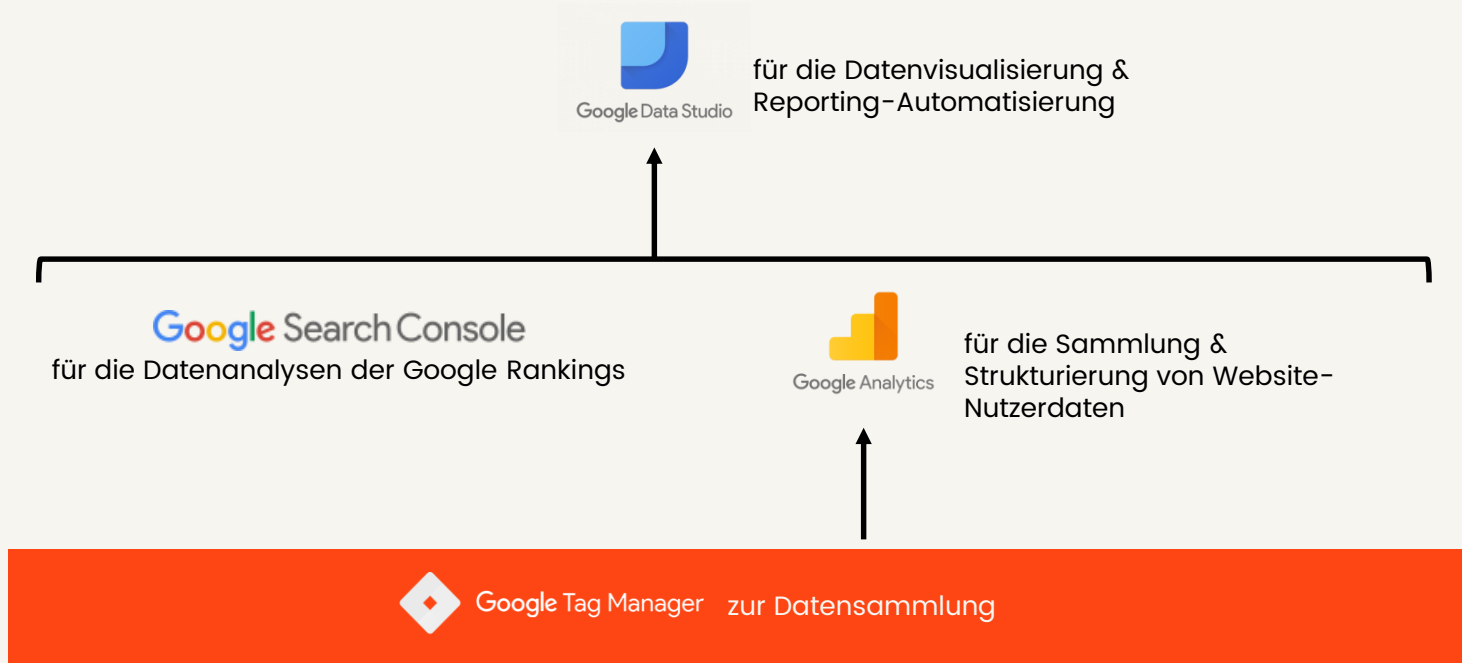 für die Datenvisualisierung &
Reporting-Automatisierung
Google Data Studio
Google Search Console
für die Datenanalysen der Google Rankings
Google Analytics
für die Sammlung &
Strukturierung von Website-
Nutzerdaten
Google Tag Manager zur Datensammlung